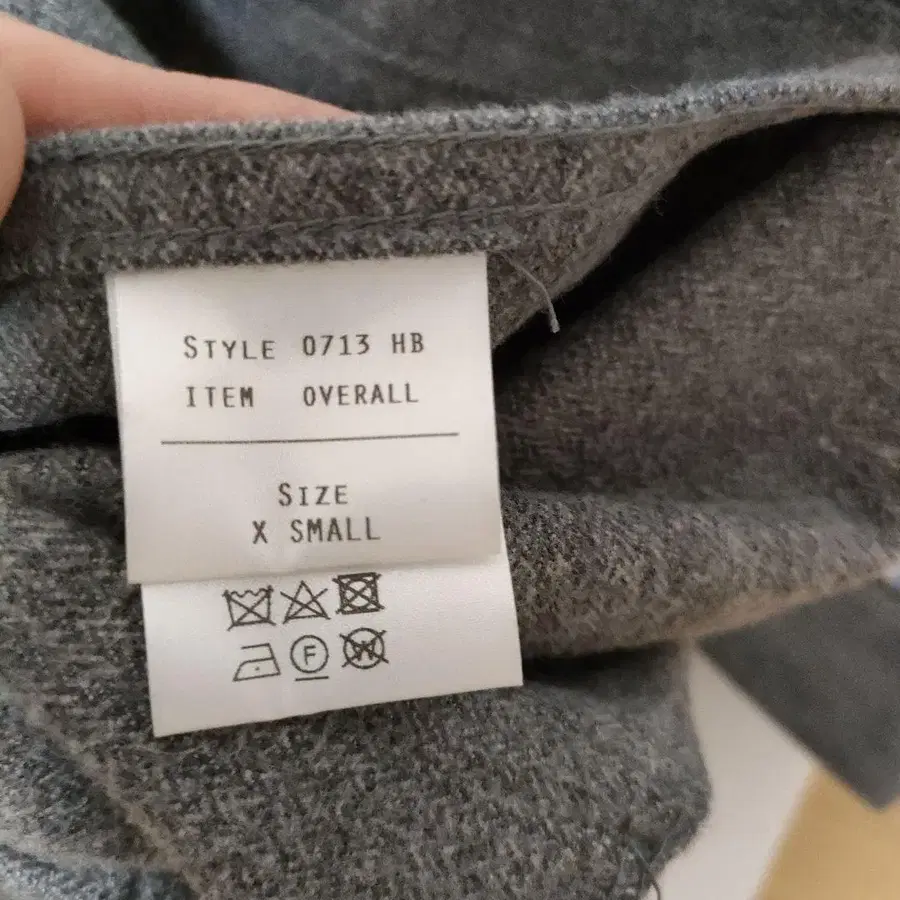 STYLE 0713 HB
ITEM OVERALL
SIZE
X SMALL
F W